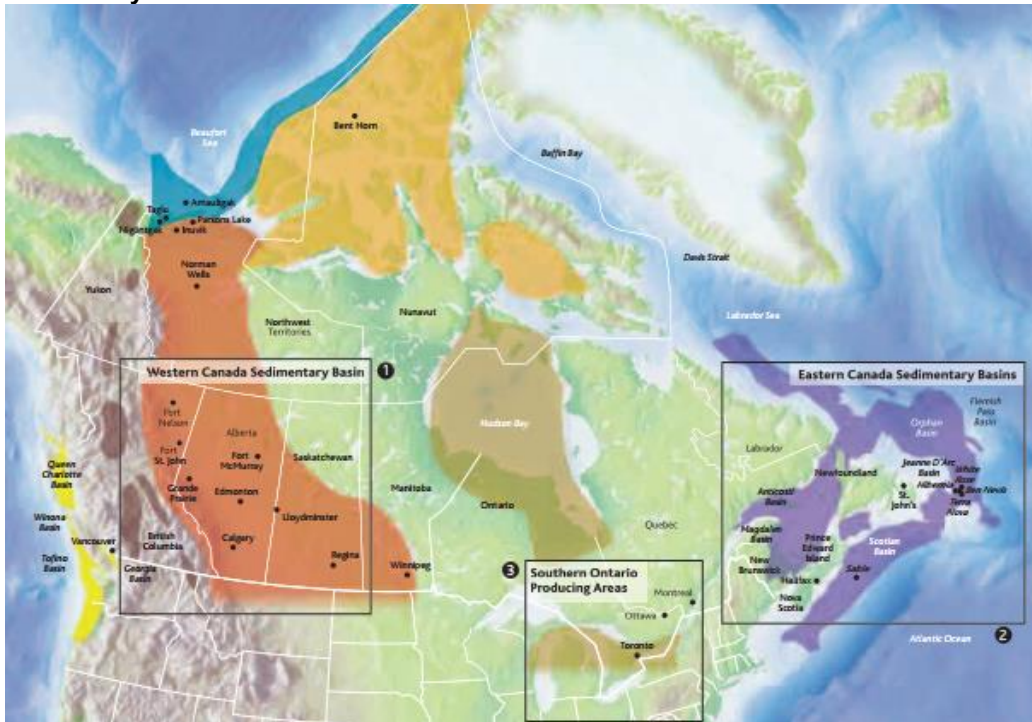 Beaufort
Sea
Bent Horn
Baffin Bay
Amauligak
Taglu
Parsons Lake
Niglintgak
Inuvik
Norman
Wells
Davis Strait
Yukon
Nunavut
Labrador Sea
Northwest
Territories
Western Canada Sedimentary Basin
1
Eastern Canada Sedimentary Basins
Fort
Nelson
Alberta
Fort
St. John
Fort
McMurray
Saskatchewan
Grande
Prairie
Edmonton
Lloydminster
Calgary
Regina
Winnipeg
Manitoba
Hudson Bay
Ontario
Quebec
Queen
Charlotte
Basin
Winona
Basin
Vancouver
Tofino
Basin
Georgia
Basin
British
Columbia
Flemish
Pass
Basin
Orphan
Basin
Labrador
Newfoundland
Jeanne D'Arc
Basin
White
Rose
Hibernia
Ben Nevis
Terra
Nova
St.
John's
Anticosti
Basin
Magdalen
Basin
Prince
Edward
Island
Scotian
Basin
New
Brunswick
Sable
Halifax
Nova
Scotia
Atlantic Ocean
2
3
Southern Ontario
Producing Areas
Montreal
Ottawa
Toronto